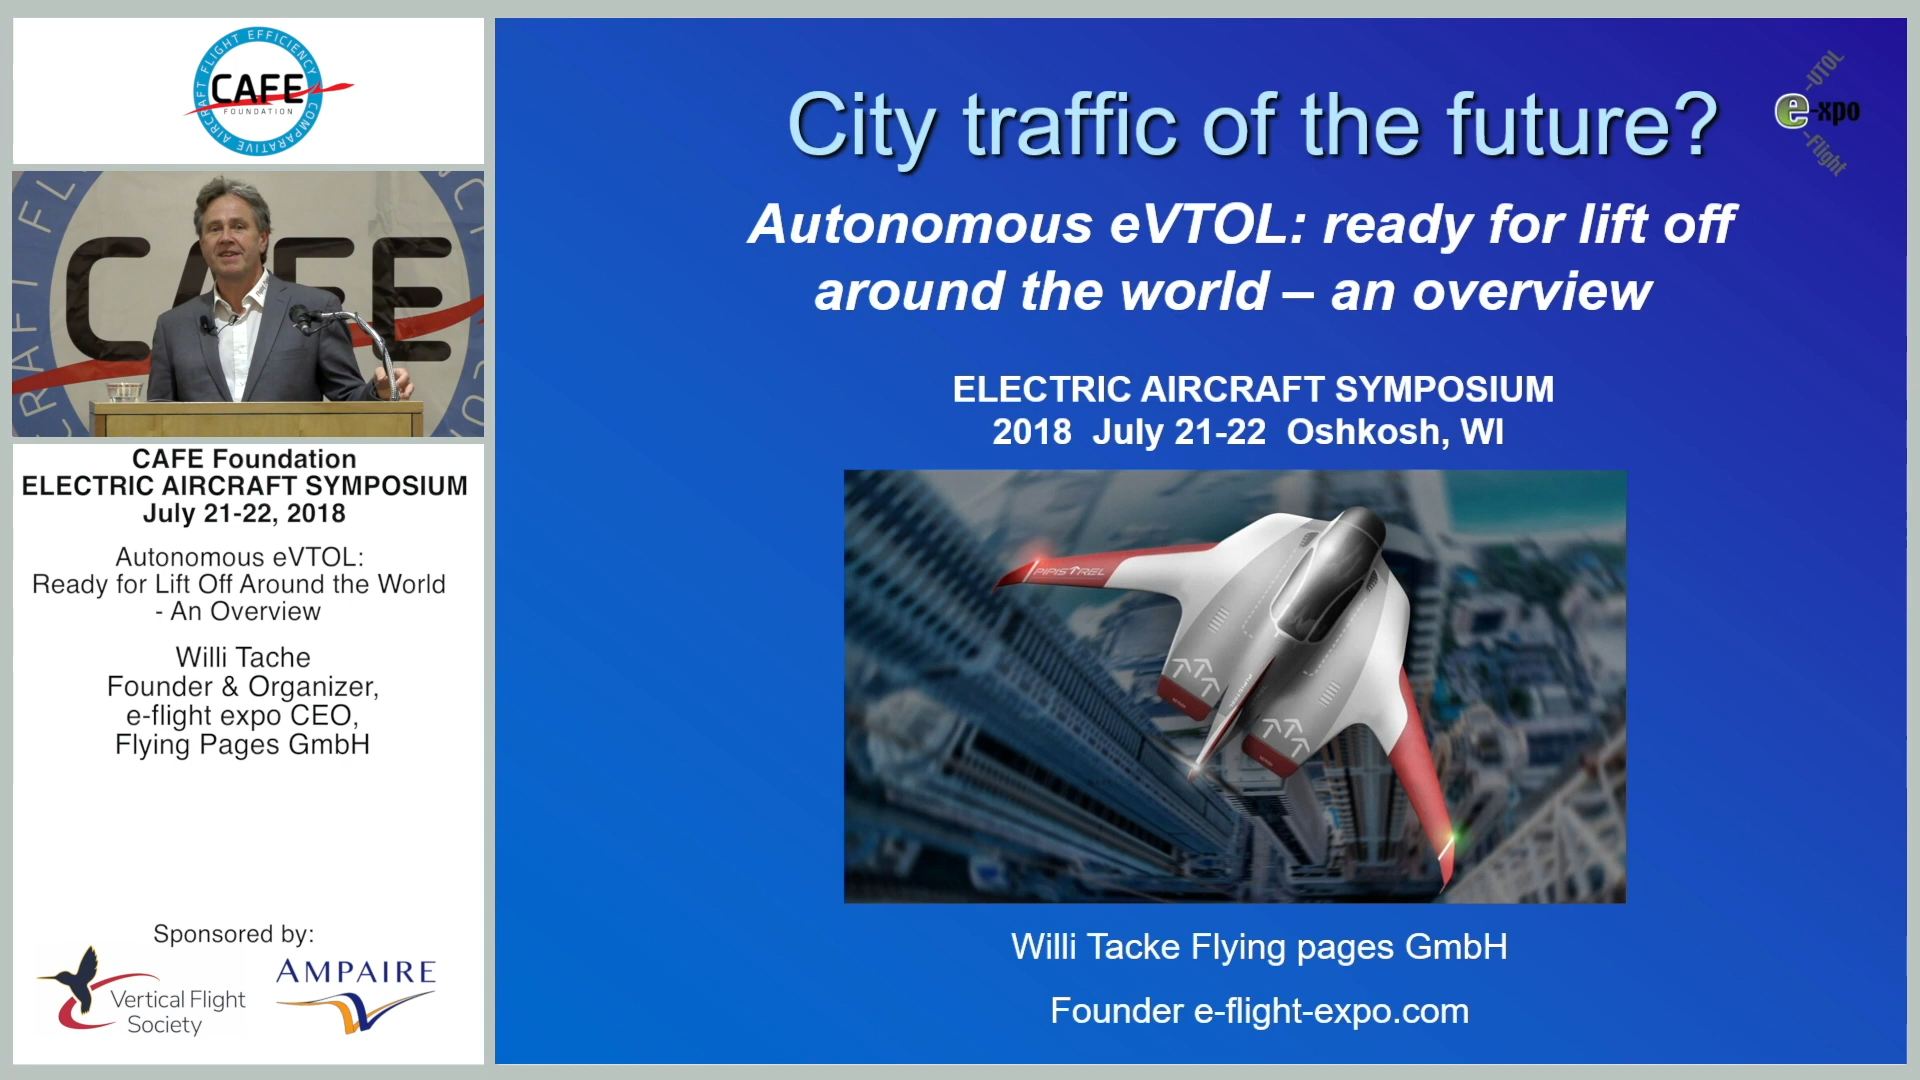 AIRCRAFT FLIGHT EFFICIENCY COMPARATIVE
CAFE
FOUNDATION
CAFE
CAFE Foundation
ELECTRIC AIRCRAFT SYMPOSIUM
July 21-22, 2018
Autonomous eVTOL:
Ready for Lift Off Around the World
- An Overview
Willi Tache
Founder & Organizer,
e-flight expo CEO,
Flying Pages GmbH
Sponsored by:
Vertical Flight
Society
AMPAIRE
City traffic of the future?
e-xpo
-VTOL
-Flight
Autonomous eVTOL: ready for lift off
around the world – an overview
ELECTRIC AIRCRAFT SYMPOSIUM
2018 July 21-22 Oshkosh, WI
PIPISTREL
Willi Tacke Flying pages GmbH
Founder e-flight-expo.com